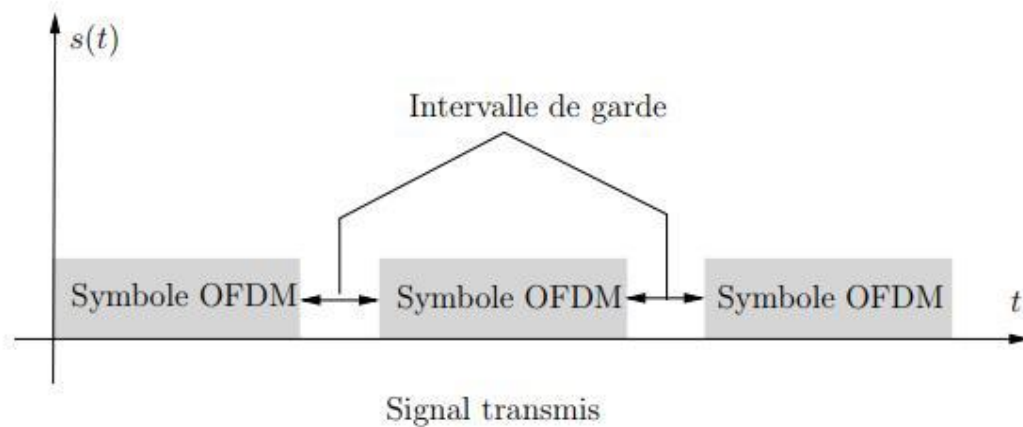 s(t)
Intervalle de garde
Symbole OFDM
Symbole OFDM
Symbole OFDM
t
Signal transmis